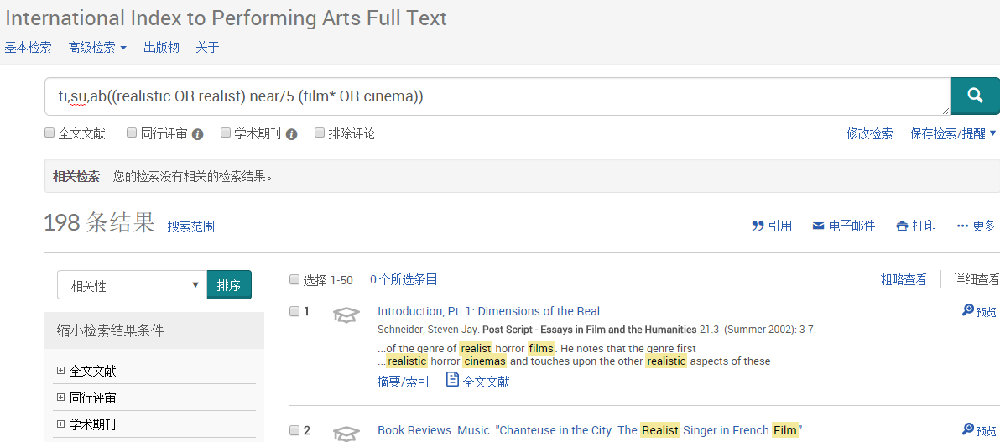 International Index to Performing Arts Full Text
基本检索 高级检索 出版物 关于
ti,su,ab((realistic OR realist) near/5 (film* OR cinema))
全文文献 同行评审 学术期刊 排除评论 修改检索 保存检索/提醒
相关检索 您的检索没有相关的检索结果。
198 条结果 搜索范围 引用 电子邮件 打印 更多
相关性 排序 选择 1-50 0 个所选条目 粗略查看 详细查看
缩小检索结果条件
全文文献
同行评审
学术期刊
1 Introduction, Pt. 1: Dimensions of the Real 预览
Schneider, Steven Jay. Post Script - Essays in Film and the Humanities 21.3 (Summer 2002): 3-7.
...of the genre of realist horror films. He notes that the genre first
...realistic horror cinemas and touches upon the other realistic aspects of these
摘要/索引 全文文献
2 Book Reviews: Music: "Chanteuse in the City: The Realist Singer in French Film" 预览